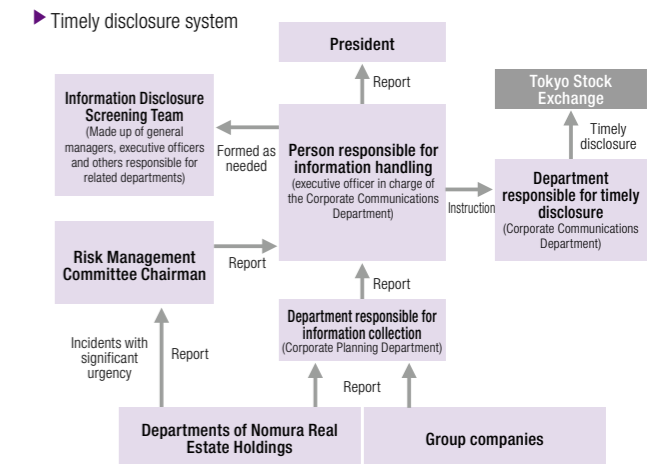 Timely disclosure system
President
Report
Tokyo Stock
Exchange
Information Disclosure
Screening Team
(Made up of general
managers, executive officers
and others responsible for
related departments)
Formed as
needed
Person responsible for
information handling
(executive officer in charge of
the Corporate Communications
Department)
Timely
disclosure
Instruction
Department
responsible for timely
disclosure
(Corporate Communications
Department)
Risk Management
Committee Chairman
Report
Report
Department responsible for
information collection
(Corporate Planning Department)
Incidents with
significant
urgency
Report
Report
Departments of Nomura Real
Estate Holdings
Group companies